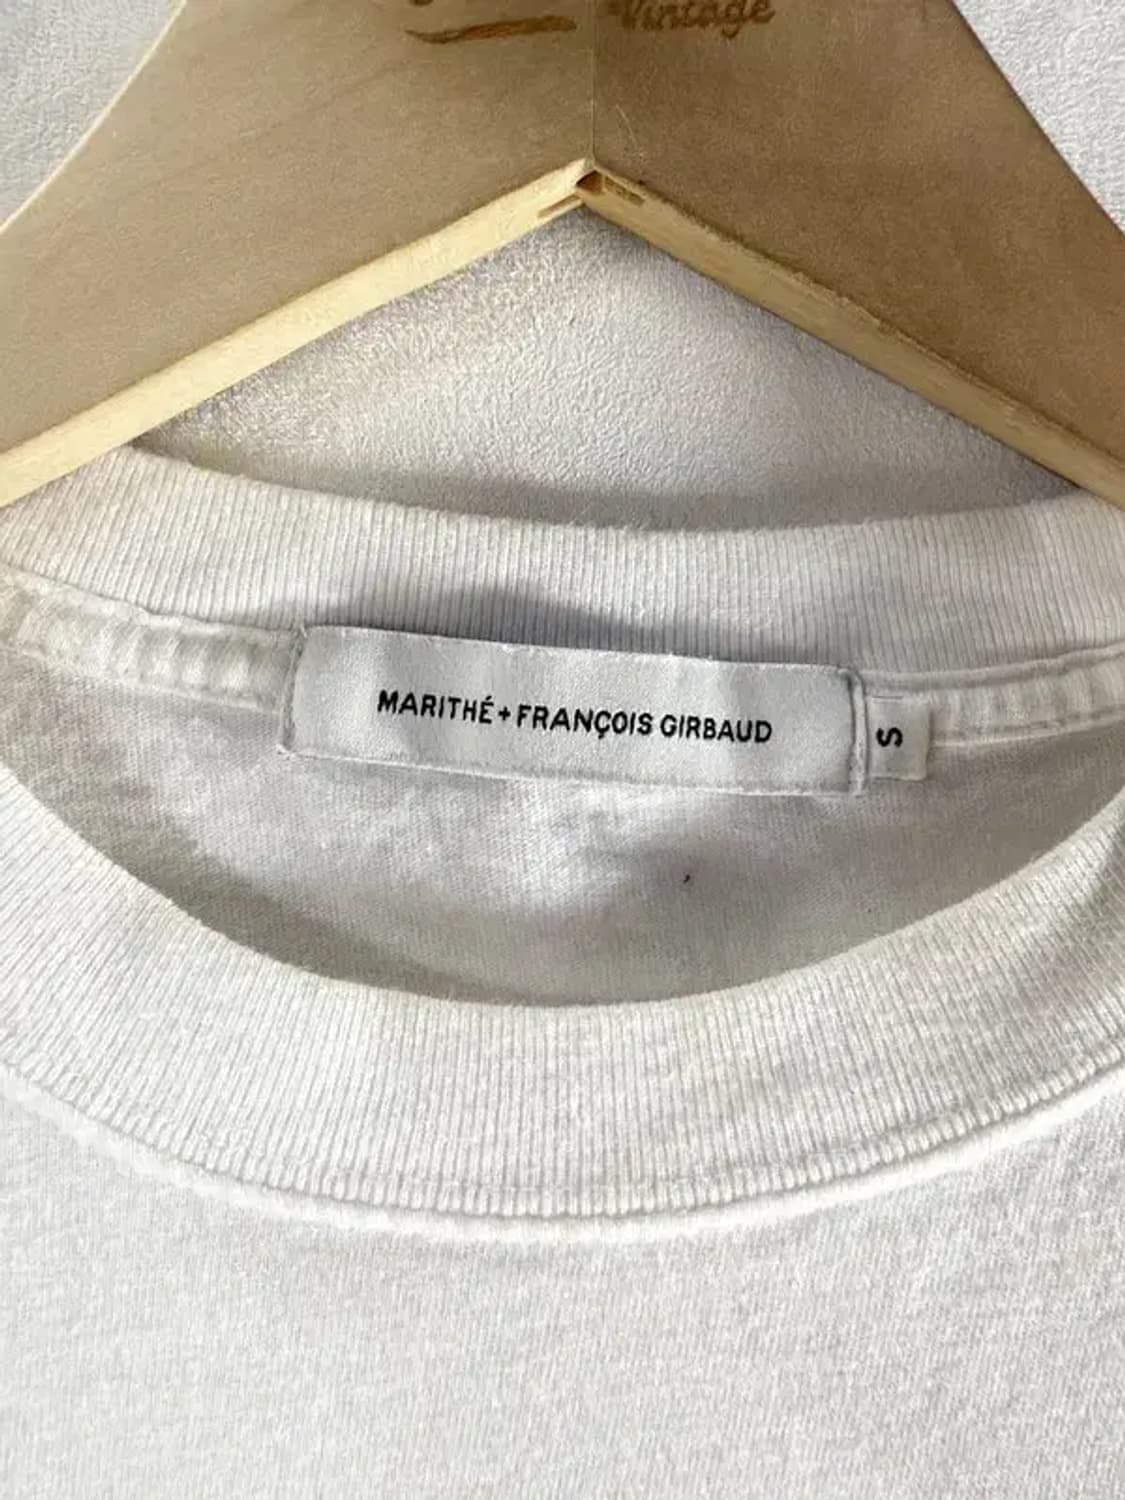 Vintage
MARITHÉ + FRANÇOIS GIRBAUD
S